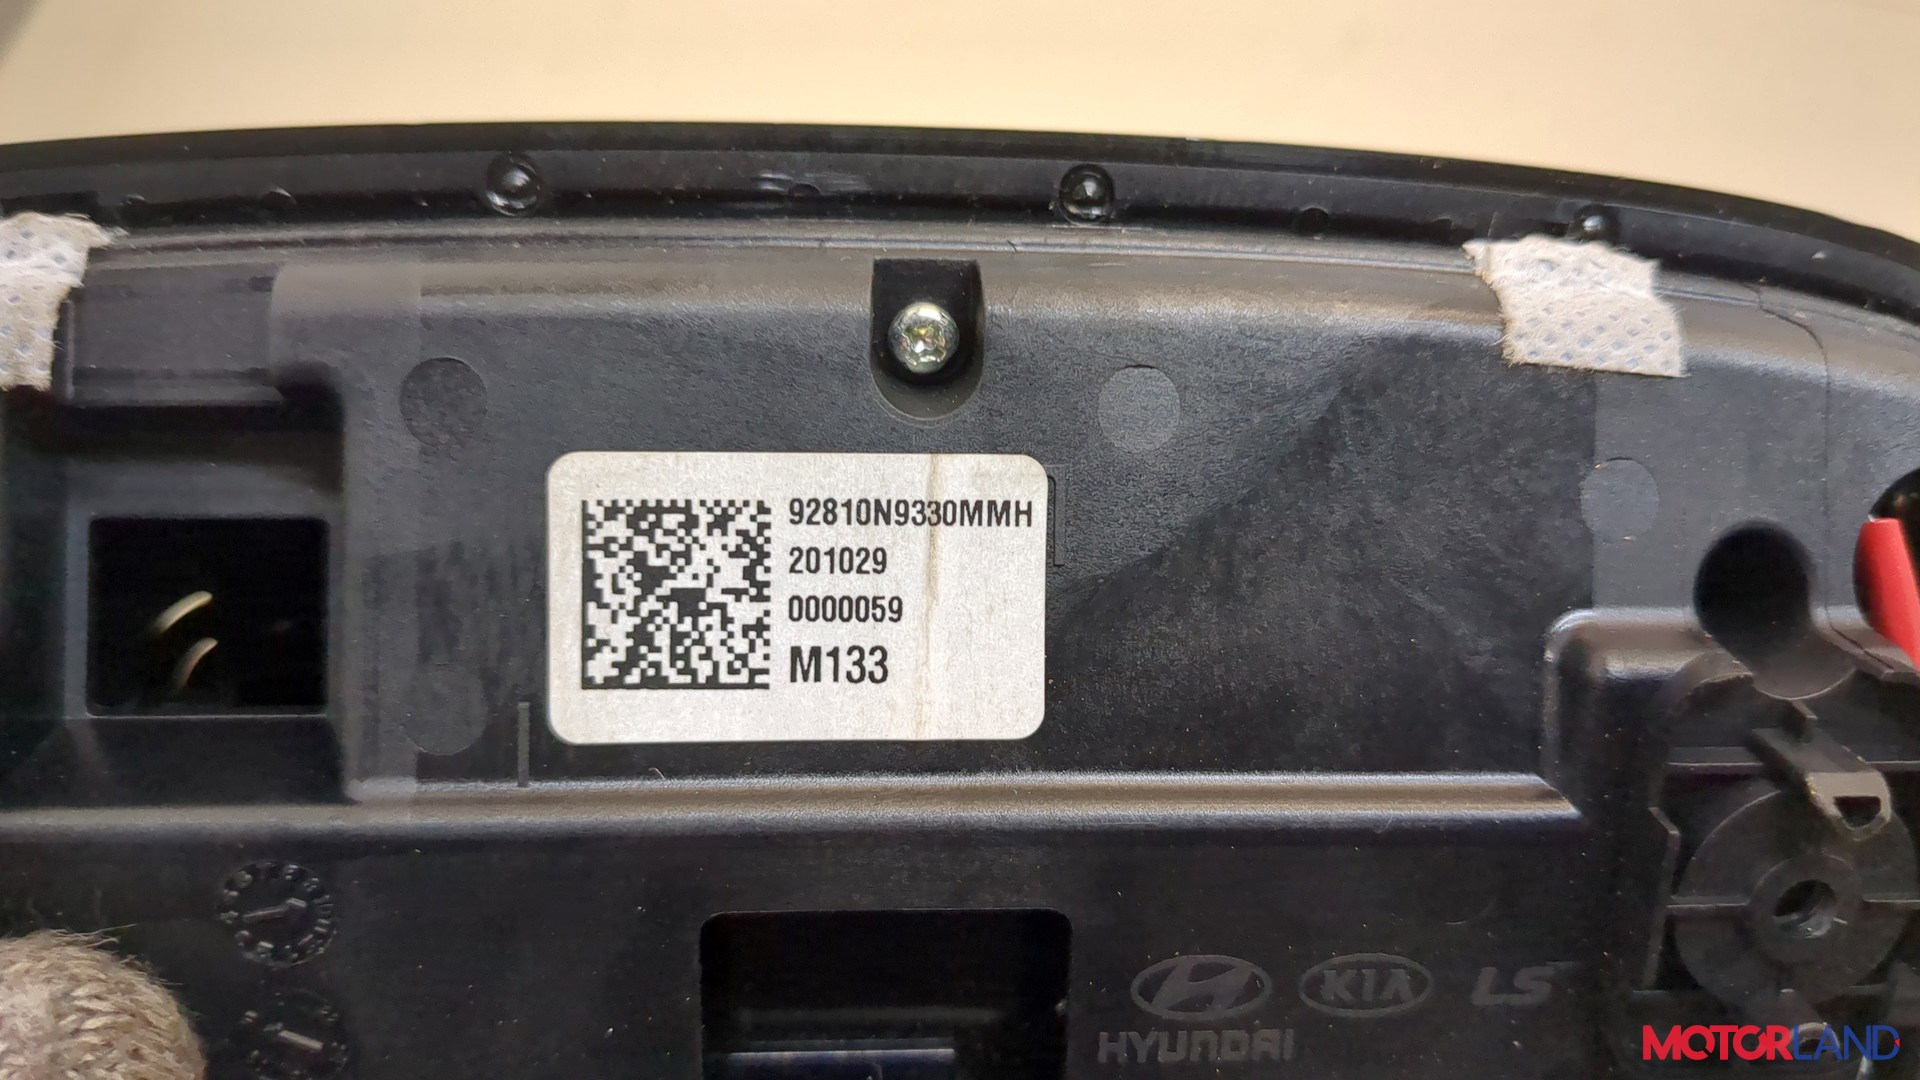 92810N9330MMH
201029
0000059
M133
HYUNDAI
KIA
LS
MOTORLAND